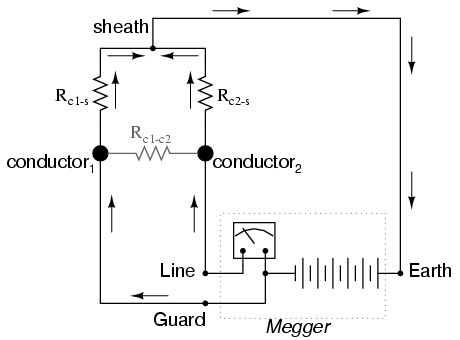 sheath
Rc1-s
Rc2-s
Rc1-c2
conductor1
conductor2
Line
Earth
Guard
Megger